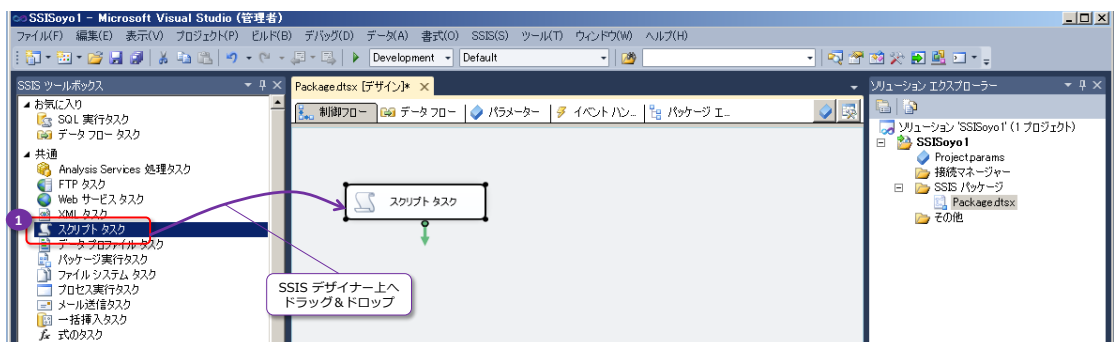 SSISoyo1 - Microsoft Visual Studio (管理者)
ファイル(F) 編集(E) 表示(V) プロジェクト(P) ビルド(B) デバッグ(D) データ(A) 書式(O) SSIS(S) ツール(T) ウィンドウ(W) ヘルプ(H)
Development Default
SSIS ツールボックス
お気に入り
SQL 実行タスク
データ フロー タスク
共通
Analysis Services 処理タスク
FTP タスク
Web サービス タスク
XML タスク
1
スクリプト タスク
データ プロファイル タスク
パッケージ実行タスク
ファイル システム タスク
プロセス実行タスク
メール送信タスク
一括挿入タスク
fx 式のタスク
Package.dtsx [デザイン]*
制御フロー データ フロー パラメーター イベント ハン... パッケージ エ...
スクリプト タスク
SSIS デザイナー上へ
ドラッグ&ドロップ
ソリューション エクスプローラー
ソリューション 'SSISoyo1' (1 プロジェクト)
SSISoyo1
Project.params
接続マネージャー
SSIS パッケージ
Package.dtsx
その他